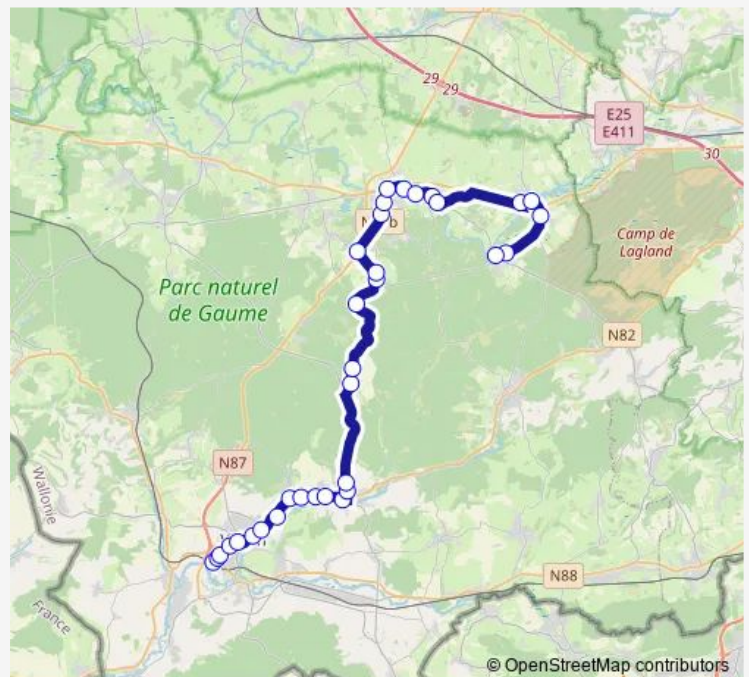 29
29
E25
E411
30
Camp de
Lagland
Parc naturel
de Gaume
N82
N87
Wallonie
France
N88
© OpenStreetMap contributors